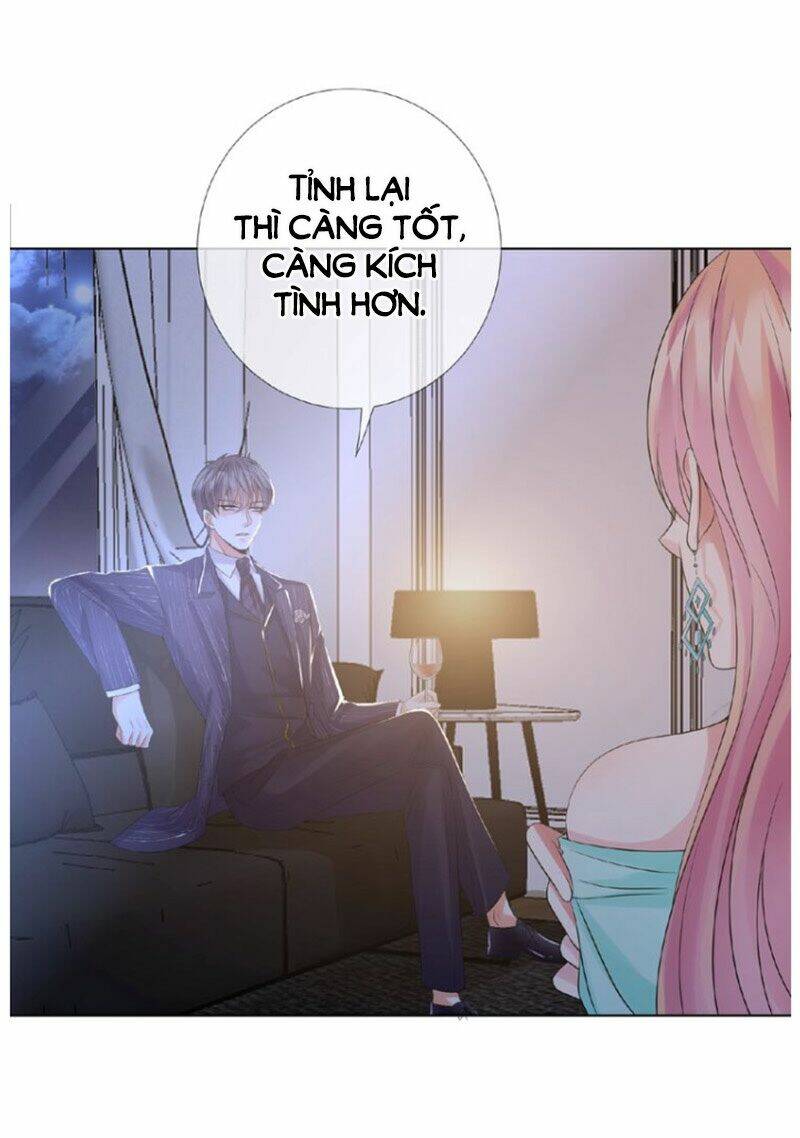 TỈNH LẠI
THÌ CÀNG TỐT,
CÀNG KÍCH
TÌNH HƠN.